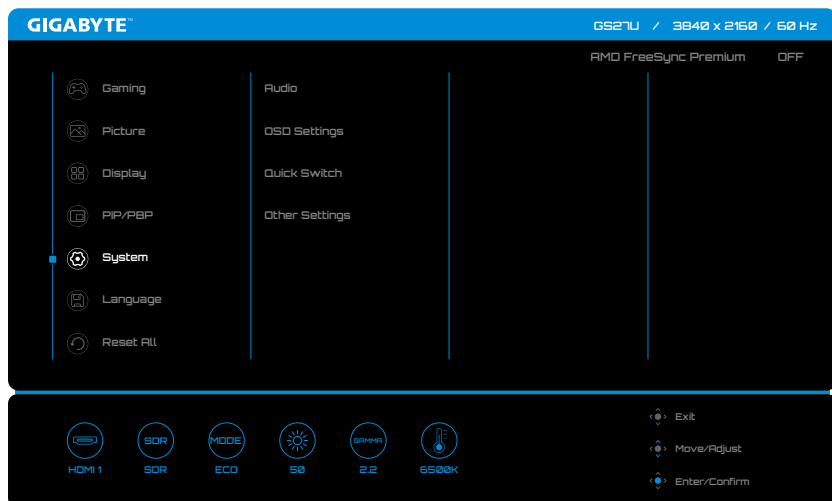 GIGABYTE™
GS27U / 3840 x 2160 / 60 Hz
AMD FreeSync Premium OFF
Gaming
Picture
Display
PIP/PBP
System
Language
Reset All
Audio
OSD Settings
Quick Switch
Other Settings
HDMI 1
SDR
SDR
MODE
ECO
50
GAMMA
2.2
6500K
Exit
Move/Adjust
Enter/Confirm